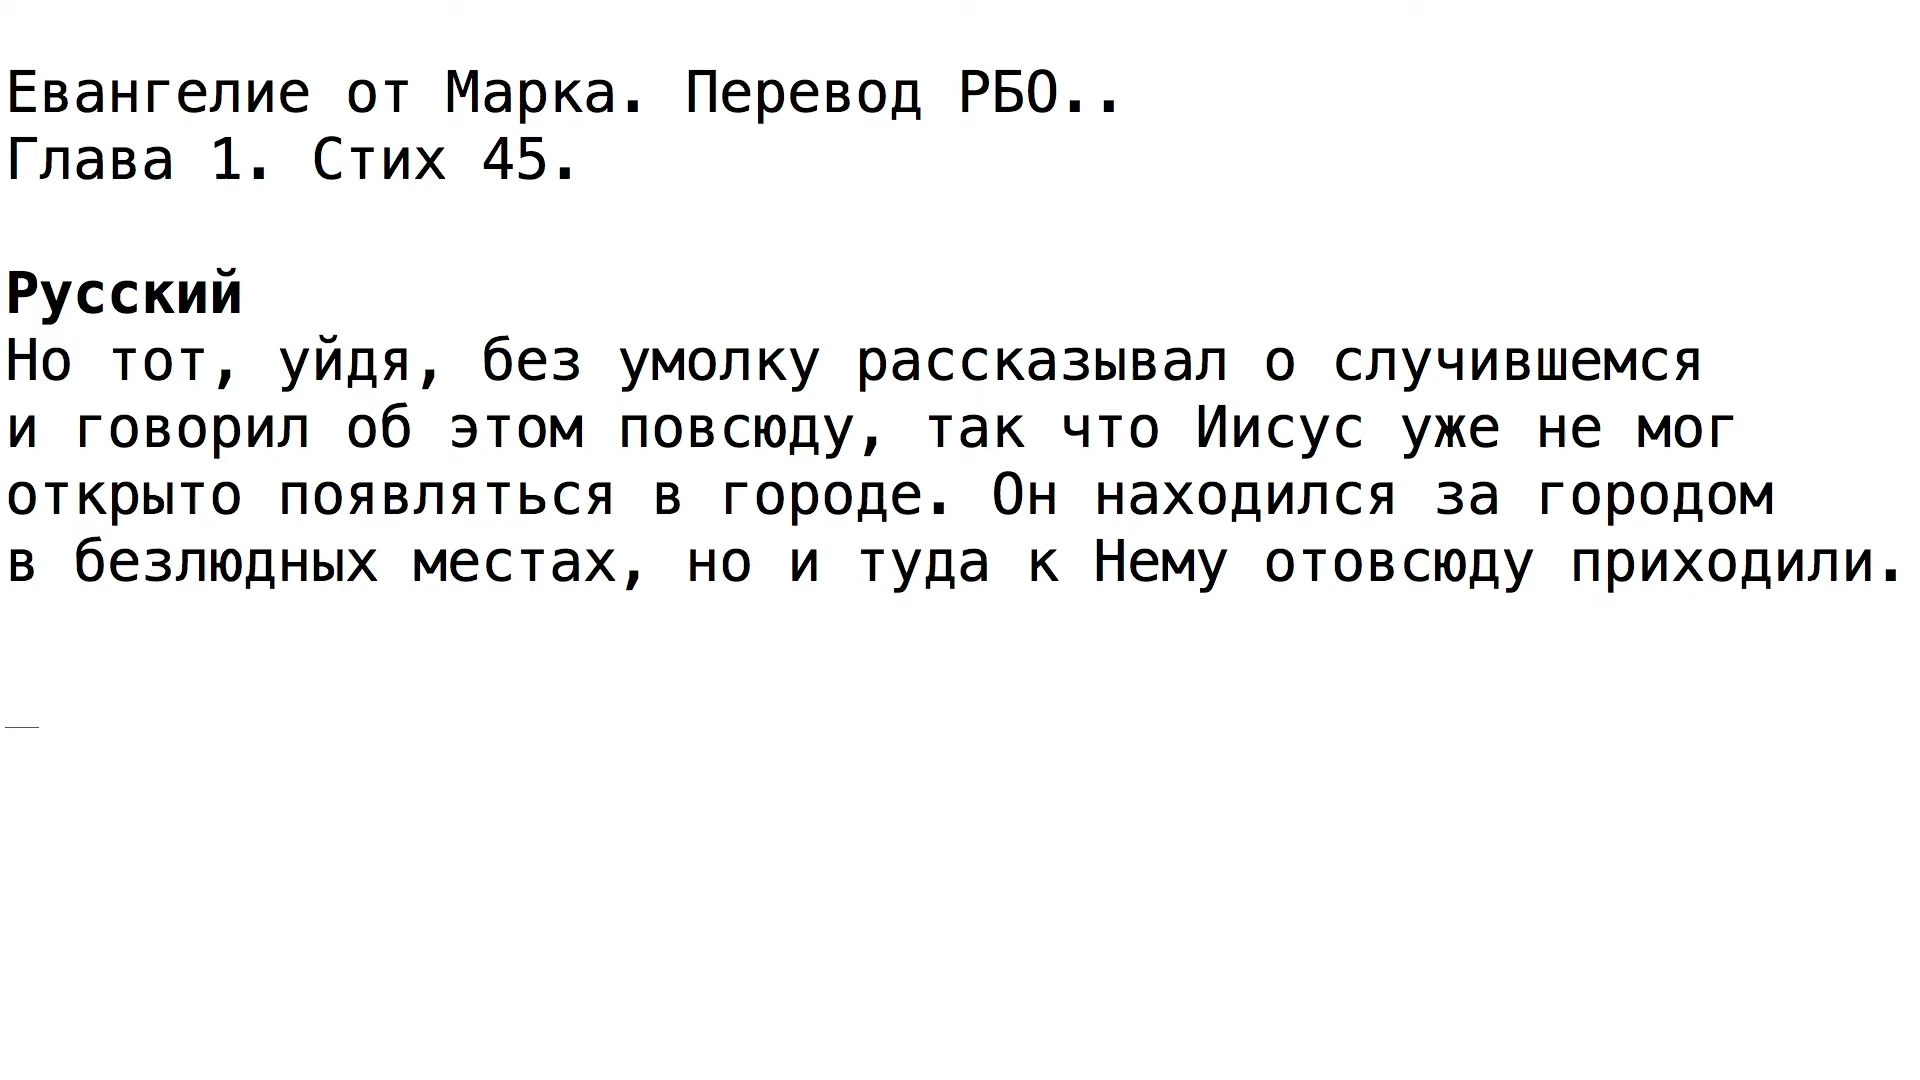 Евангелие от Марка. Перевод РБО..
Глава 1. Стих 45.
Русский
Но тот, уйдя, без умолку рассказывал о случившемся
и говорил об этом повсюду, так что Иисус уже не мог
открыто появляться в городе. Он находился за городом
в безлюдных местах, но и туда к Нему отовсюду приходили.